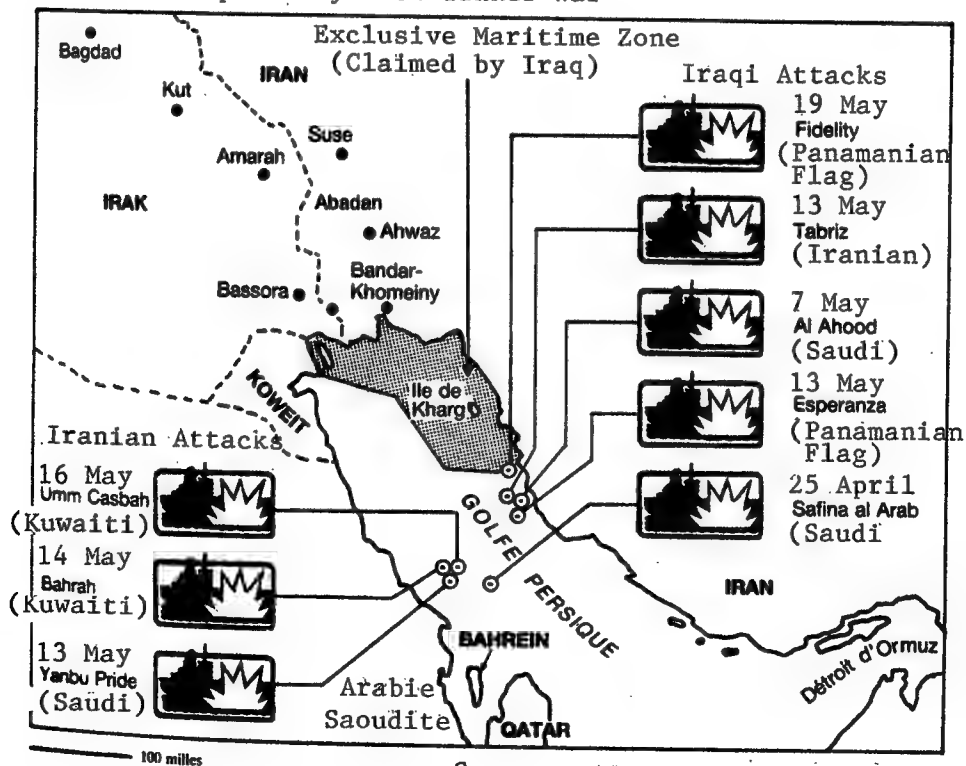 Exclusive Maritime Zone
(Claimed by Iraq)
Bagdad
Kut
IRAN
Suse
Amarah
IRAK
Abadan
Ahwaz
Bandar-
Khomeiny
Bassora
Ile de
Kharg
KOWEIT
GOLFE PERSIQUE
IRAN
BAHREIN
Détroit d'Ormuz
Arabie
Saoudite
QATAR
Iraqi Attacks
19 May
Fidelity
(Panamanian
Flag)
13 May
Tabriz
(Iranian)
7 May
Al Ahood
(Saudi)
13 May
Esperanza
(Panamanian
Flag)
25 April
Safina al Arab
(Saudi
Iranian Attacks
16 May
Umm Casbah
(Kuwaiti)
14 May
Bahrah
(Kuwaiti)
13 May
Yanbu Pride
(Saudi)
100 milles